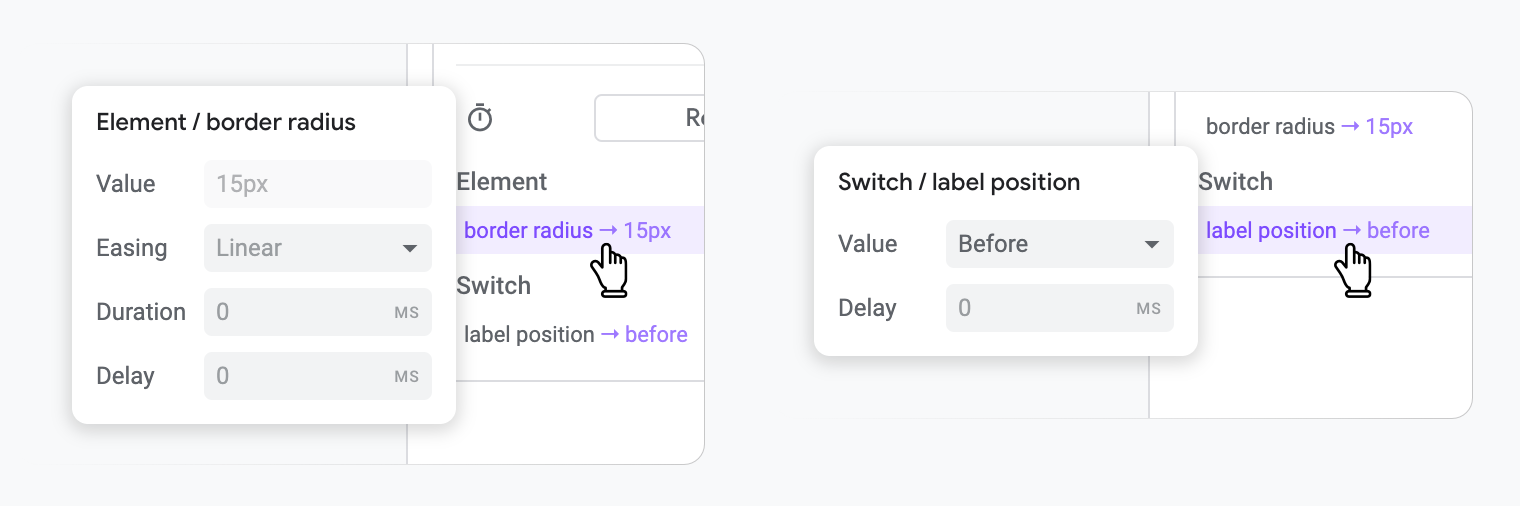 Element / border radius
Value 15px
Easing Linear
Duration 0 MS
Delay 0 MS
Element
border radius → 15px
Switch
label position → before
Switch / label position
Value Before
Delay 0 MS
border radius → 15px
Switch
label position → before